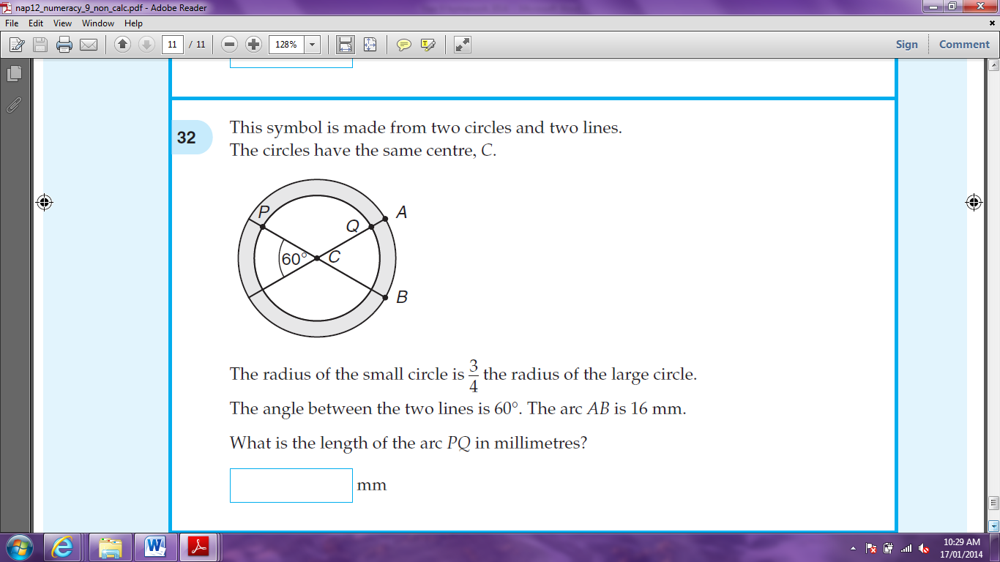 nap12_numeracy_9_non_calc.pdf - Adobe Reader
File Edit View Window Help
11 / 11 128% Sign Comment
32
This symbol is made from two circles and two lines.
The circles have the same centre, C.
P
A
Q
60°
C
B
The radius of the small circle is 3/4 the radius of the large circle.
The angle between the two lines is 60°. The arc AB is 16 mm.
What is the length of the arc PQ in millimetres?
mm
10:29 AM
17/01/2014